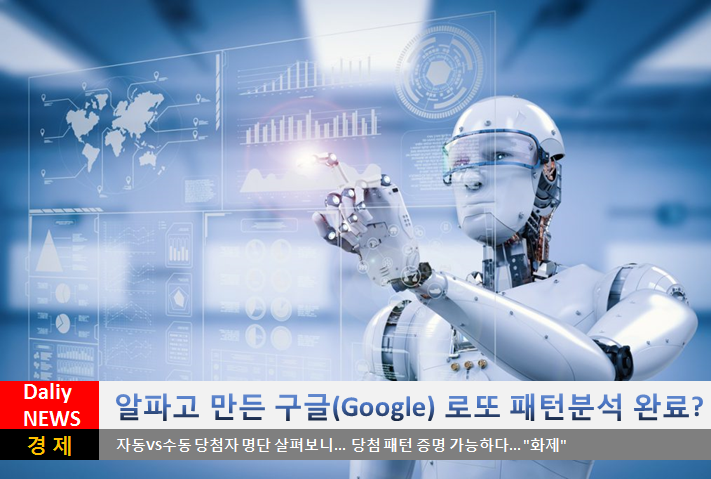 Daliy
NEWS
알파고 만든 구글(Google) 로또 패턴분석 완료?
경 제
자동vs수동 당첨자 명단 살펴보니... 당첨 패턴 증명 가능하다... "화제"